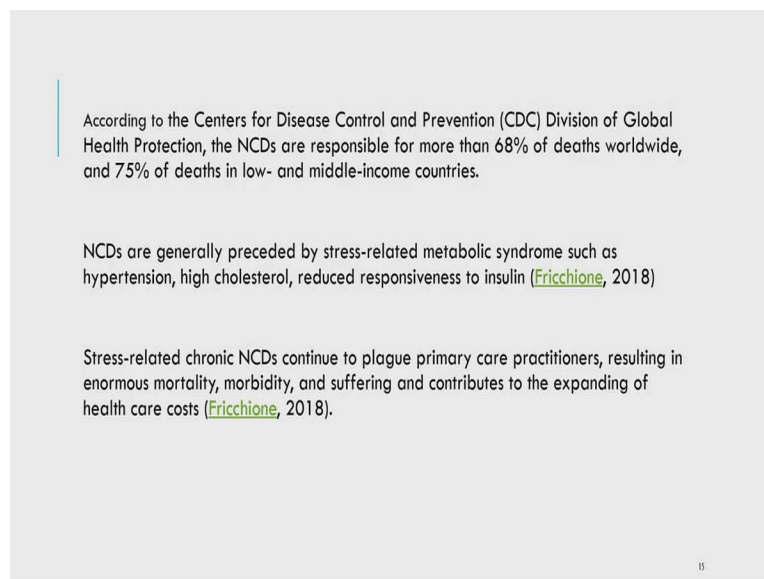 According to the Centers for Disease Control and Prevention (CDC) Division of Global
Health Protection, the NCDs are responsible for more than 68% of deaths worldwide,
and 75% of deaths in low- and middle-income countries.
NCDs are generally preceded by stress-related metabolic syndrome such as
hypertension, high cholesterol, reduced responsiveness to insulin (Fricchione, 2018)
Stress-related chronic NCDs continue to plague primary care practitioners, resulting in
enormous mortality, morbidity, and suffering and contributes to the expanding of
health care costs (Fricchione, 2018).
15